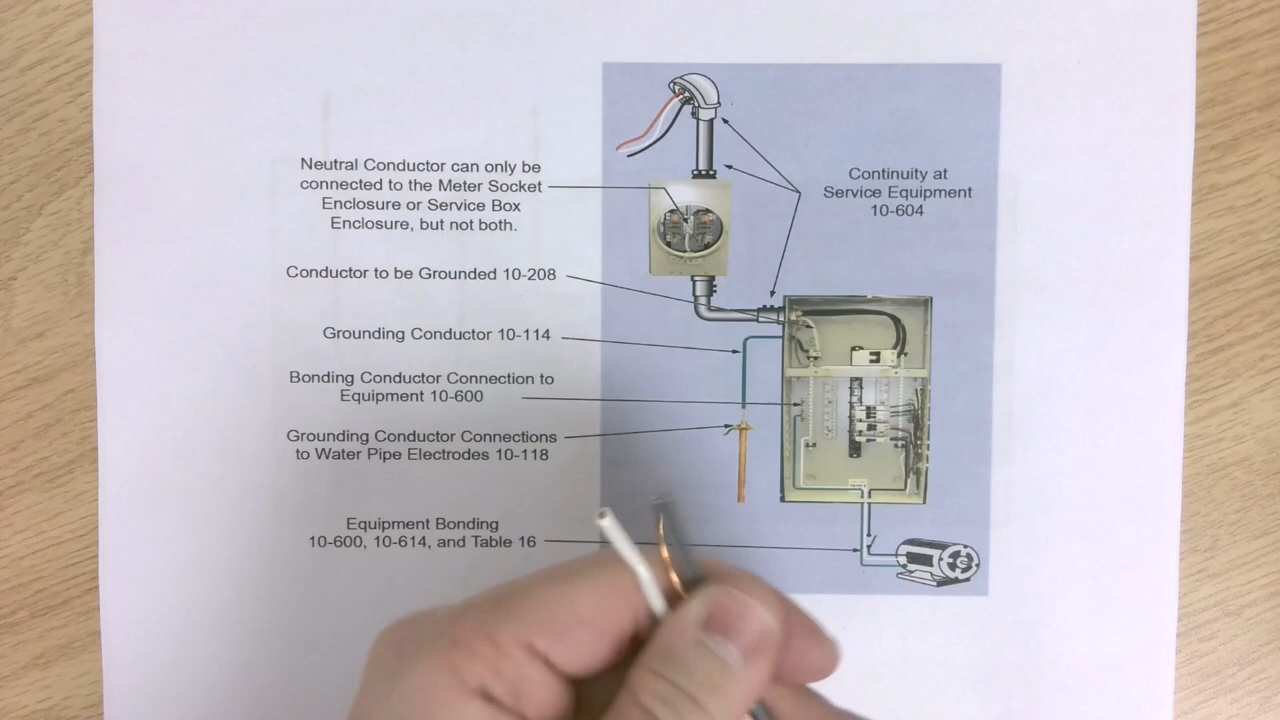 Neutral Conductor can only be
connected to the Meter Socket
Enclosure or Service Box
Enclosure, but not both.
Continuity at
Service Equipment
10-604
Conductor to be Grounded 10-208
Grounding Conductor 10-114
Bonding Conductor Connection to
Equipment 10-600
Grounding Conductor Connections
to Water Pipe Electrodes 10-118
Equipment Bonding
10-600, 10-614, and Table 16